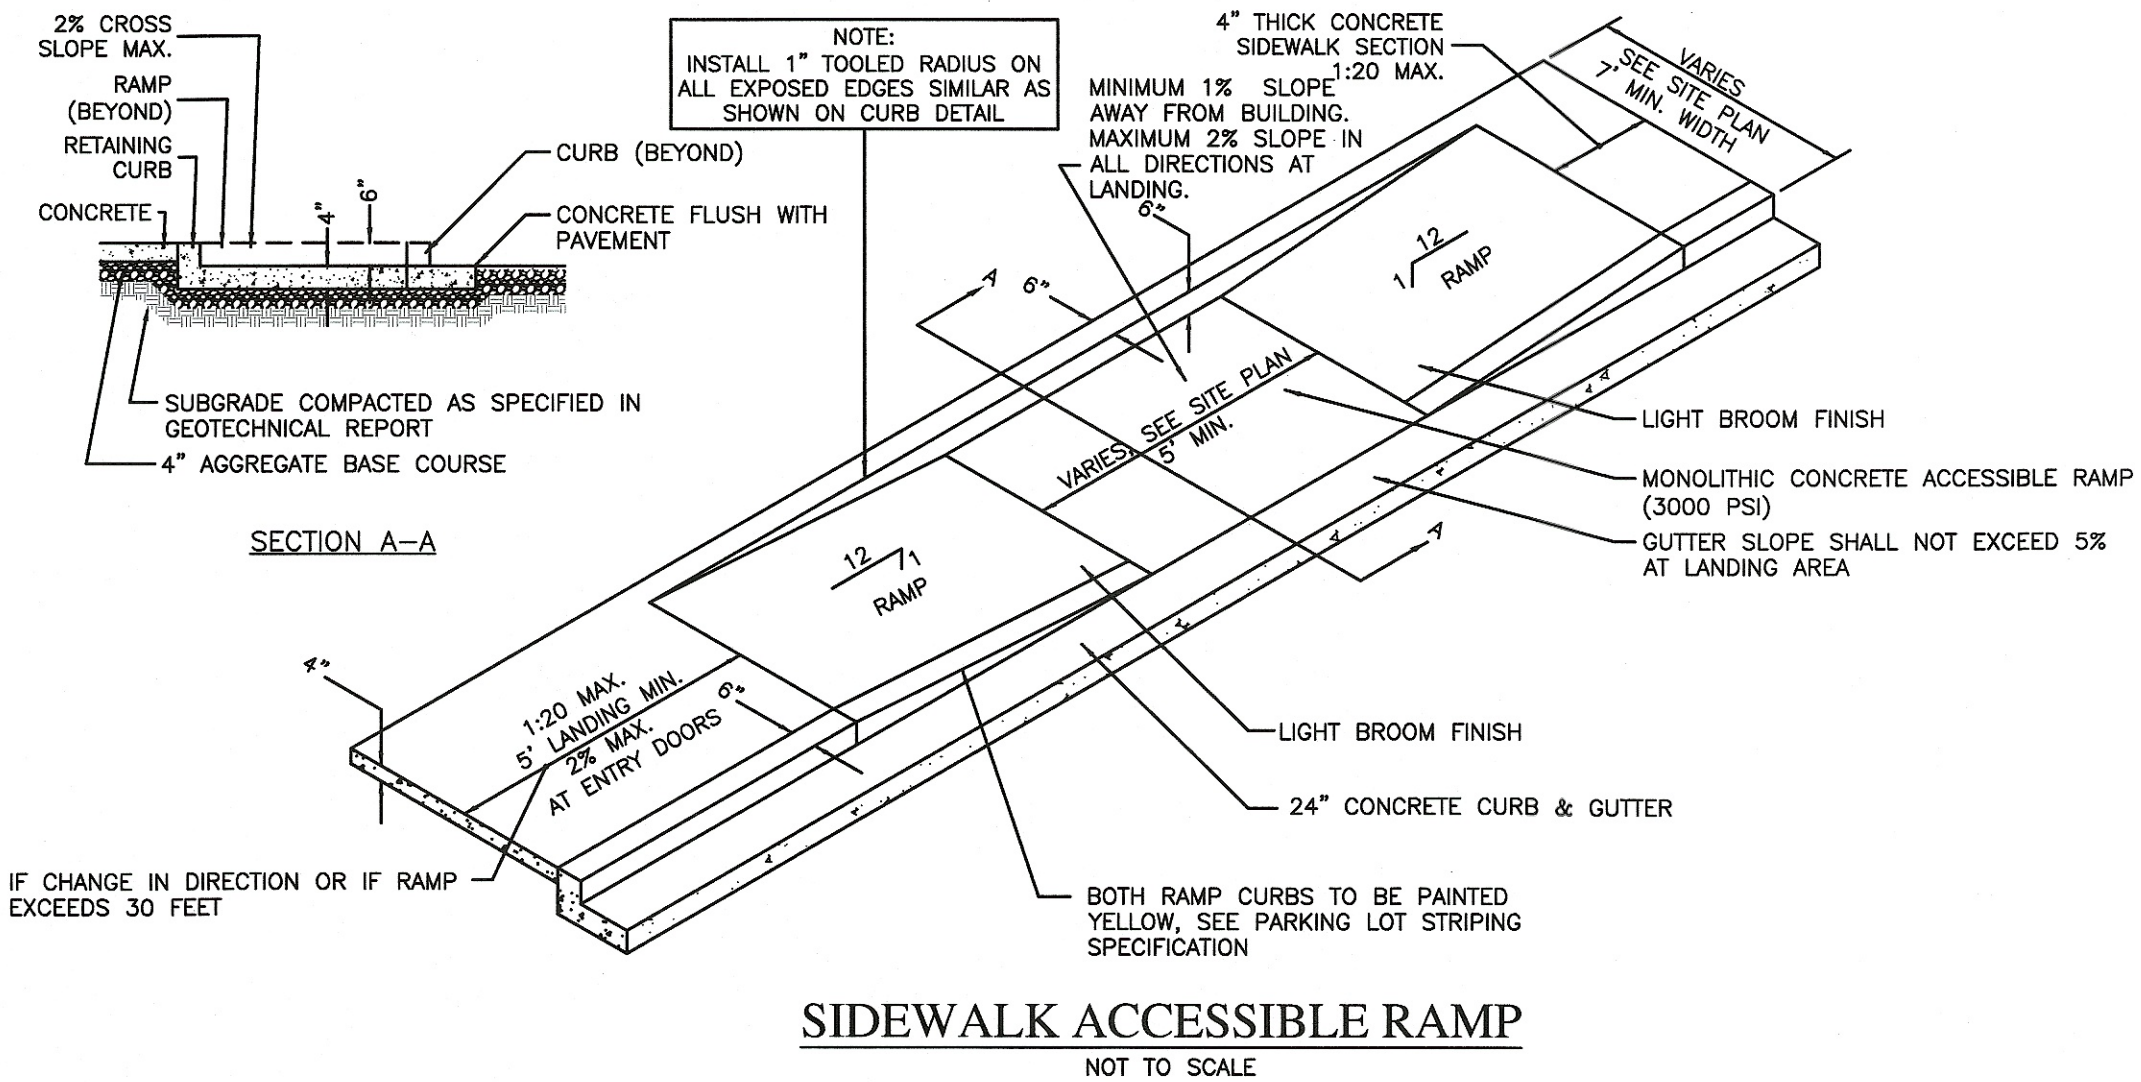 2% CROSS
SLOPE MAX.
RAMP
(BEYOND)
RETAINING
CURB
CONCRETE
4"
6"
CURB (BEYOND)
CONCRETE FLUSH WITH
PAVEMENT
SUBGRADE COMPACTED AS SPECIFIED IN
GEOTECHNICAL REPORT
4" AGGREGATE BASE COURSE
SECTION A-A
NOTE:
INSTALL 1" TOOLED RADIUS ON
ALL EXPOSED EDGES SIMILAR AS
SHOWN ON CURB DETAIL
4" THICK CONCRETE
SIDEWALK SECTION
1:20 MAX.
MINIMUM 1% SLOPE
AWAY FROM BUILDING.
MAXIMUM 2% SLOPE IN
ALL DIRECTIONS AT
LANDING.
VARIES
SEE SITE PLAN
7' MIN. WIDTH
6"
6"
A
12
1
RAMP
VARIES, SEE SITE PLAN
5' MIN.
A
12
1
RAMP
LIGHT BROOM FINISH
MONOLITHIC CONCRETE ACCESSIBLE RAMP
(3000 PSI)
GUTTER SLOPE SHALL NOT EXCEED 5%
AT LANDING AREA
4"
1:20 MAX.
5' LANDING MIN.
2% MAX.
AT ENTRY DOORS
6"
LIGHT BROOM FINISH
24" CONCRETE CURB & GUTTER
IF CHANGE IN DIRECTION OR IF RAMP
EXCEEDS 30 FEET
BOTH RAMP CURBS TO BE PAINTED
YELLOW, SEE PARKING LOT STRIPING
SPECIFICATION
SIDEWALK ACCESSIBLE RAMP
NOT TO SCALE